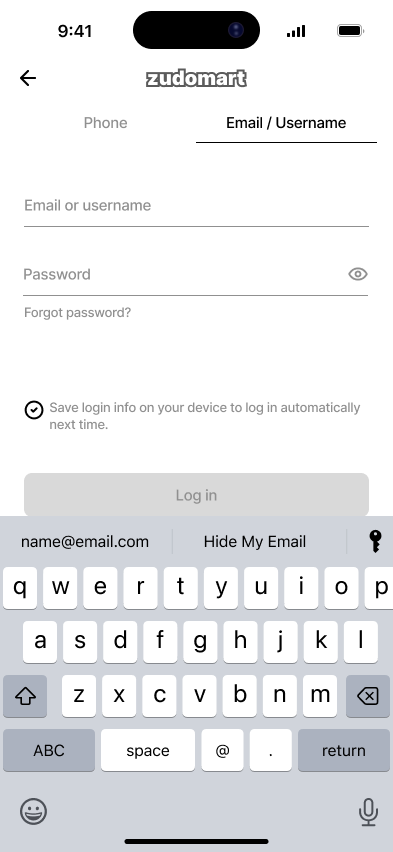 9:41
zudomart
Phone
Email / Username
Email or username
Password
Forgot password?
Save login info on your device to log in automatically
next time.
Log in
name@email.com
Hide My Email
q w e r t y u i o p
a s d f g h j k l
z x c v b n m
ABC
space
@
.
return